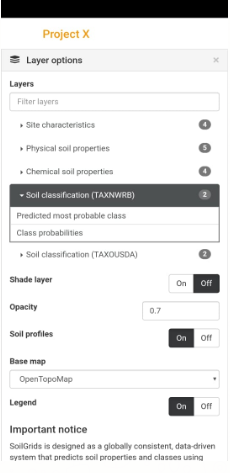 Project X
Layer options ×
Layers
Filter layers
Site characteristics 4
Physical soil properties 5
Chemical soil properties 4
Soil classification (TAXNWRB) 2
Predicted most probable class
Class probabilities
Soil classification (TAXOUSDA) 2
Shade layer On Off
Opacity 0.7
Soil profiles On Off
Base map
OpenTopoMap
Legend On Off
Important notice
SoilGrids is designed as a globally consistent, data-driven
system that predicts soil properties and classes using